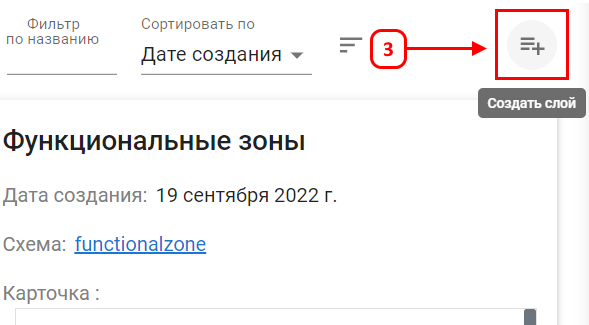 Фильтр
по названию
Сортировать по
Дате создания
3
Создать слой
Функциональные зоны
Дата создания: 19 сентября 2022 г.
Схема: functionalzone
Карточка :